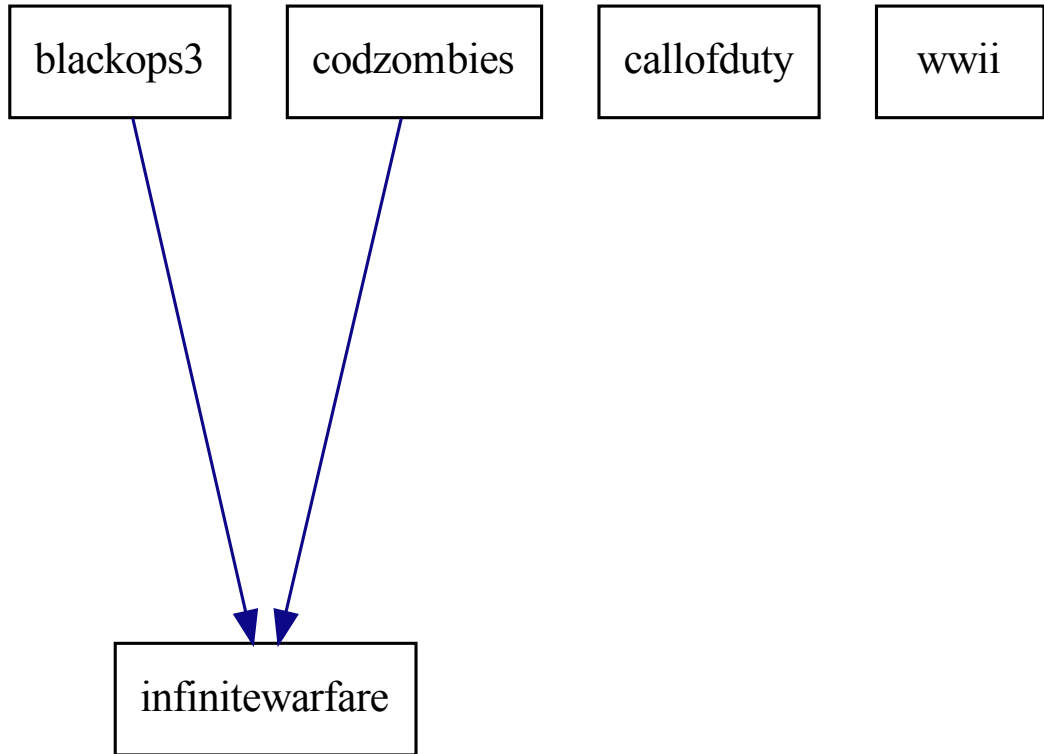 blackops3
codzombies
callofduty
wwii
infinitewarfare